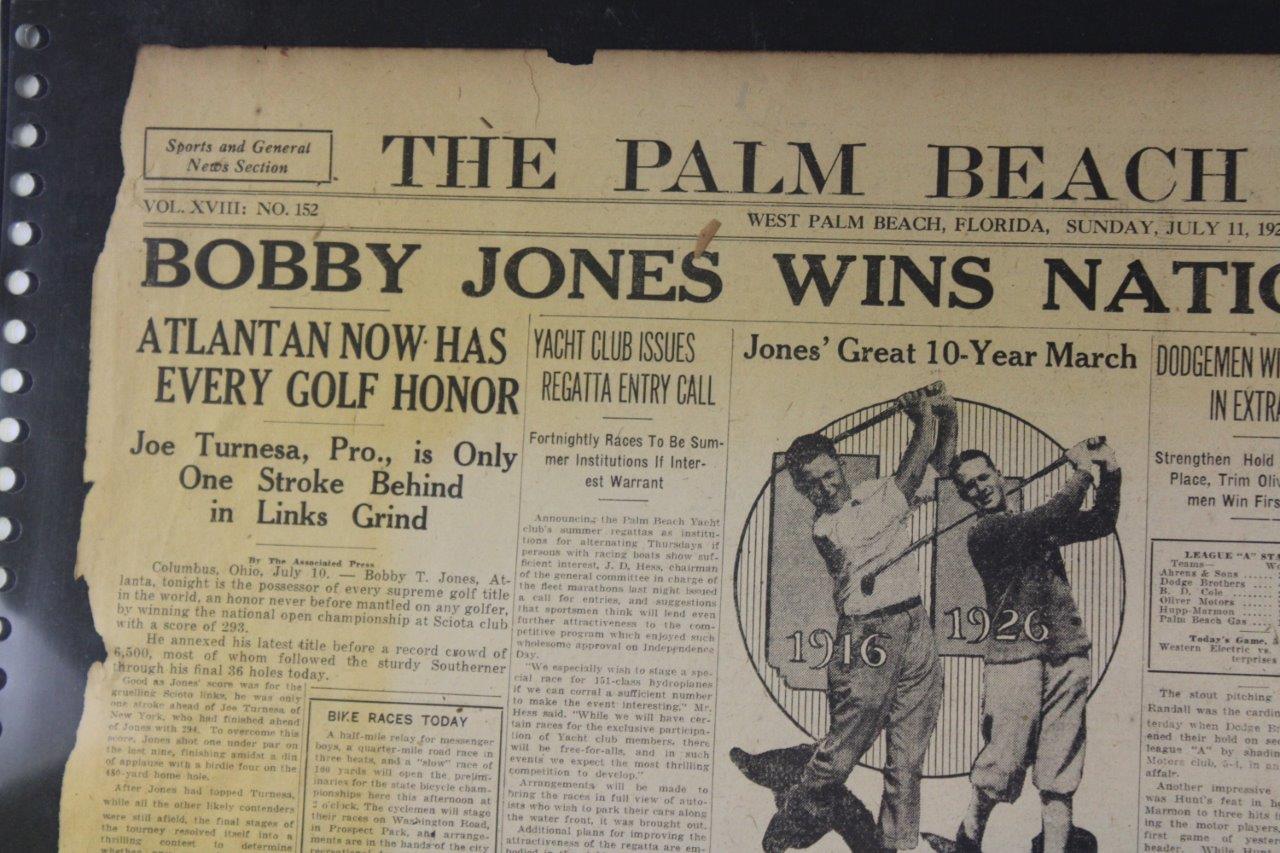 Sports and General
News Section
THE PALM BEACH
VOL. XVIII: NO. 152
WEST PALM BEACH, FLORIDA, SUNDAY, JULY 11, 192
BOBBY JONES WINS NATIO
ATLANTAN NOW HAS
EVERY GOLF HONOR
Joe Turnesa, Pro., is Only
One Stroke Behind
in Links Grind
By The Associated Press
Columbus, Ohio, July 10. — Bobby T. Jones, At-
lanta, tonight is the possessor of every supreme golf title
in the world, an honor never before mantled on any golfer,
by winning the national open championship at Sciota club
with a score of 293.
He annexed his latest title before a record crowd of
6,500, most of whom followed the sturdy Southerner
through his final 36 holes today.
Good as Jones' score was for the
gruelling Scioto links, he was only
one stroke ahead of Joe Turnesa of
New York, who had finished ahead
of Jones with 294. To overcome this
score, Jones shot one under par on
the last nine, finishing amidst a din
of applause with a birdie four on the
480-yard home hole.
After Jones had topped Turnesa,
while all the other likely contenders
were still afield, the final stages of
the tourney resolved itself into a
thrilling contest to determine
whether
BIKE RACES TODAY
A half-mile relay for messenger
boys, a quarter-mile road race in
three heats, and a "slow" race of
100 yards will open the prelim-
inaries for the state bicycle cham-
pionships here this afternoon at
2 o'clock. The cyclemen will stage
their races on Washington Road,
in Prospect Park, and arrange-
ments are in the hands of the city
YACHT CLUB ISSUES
REGATTA ENTRY CALL
Fortnightly Races To Be Sum-
mer Institutions If Inter-
est Warrant
Announcing the Palm Beach Yacht
club's summer regattas as institu-
tions for alternating Thursdays if
persons with racing boats show suf-
ficient interest, J. D. Hess, chairman
of the general committee in charge of
the fleet marathons last night issued
a call for entries, and suggestions
that sportsmen think will lend even
further attractiveness to the com-
petitive program which enjoyed such
wholesome approval on Independence
Day.
"We especially wish to stage a spe-
cial race for 151-class hydroplanes
if we can corral a sufficient number
to make the event interesting," Mr.
Hess said. "While we will have cer-
tain races for the exclusive participa-
tion of Yacht club members, there
will be free-for-alls, and in such
events we expect the most thrilling
competition to develop."
Arrangements will be made to
bring the races in full view of auto-
ists who wish to park their cars along
the water front, it was brought out.
Additional plans for improving the
attractiveness of the regatta are em-
Jones' Great 10-Year March
1916
1926
DODGEMEN WI
IN EXTRA
Strengthen Hold
Place, Trim Oliv
men Win Firs
LEAGUE "A" STA
Teams— Wo
Ahrens & Sons
Dodge Brothers
B. D. Cole
Oliver Motors
Hupp-Marmon
Palm Beach Gas
Today's Game.
Western Electric vs.
terprises
The stout pitching
Randall was the cardin
terday when Dodge B
ened their hold on sec
league "A" by shadin
Motors club, 5-4, in an
affair.
Another impressive
was Hunt's feat in h
Marmon to three hits
ing the motor players,
first game of yester
header. While Hunt